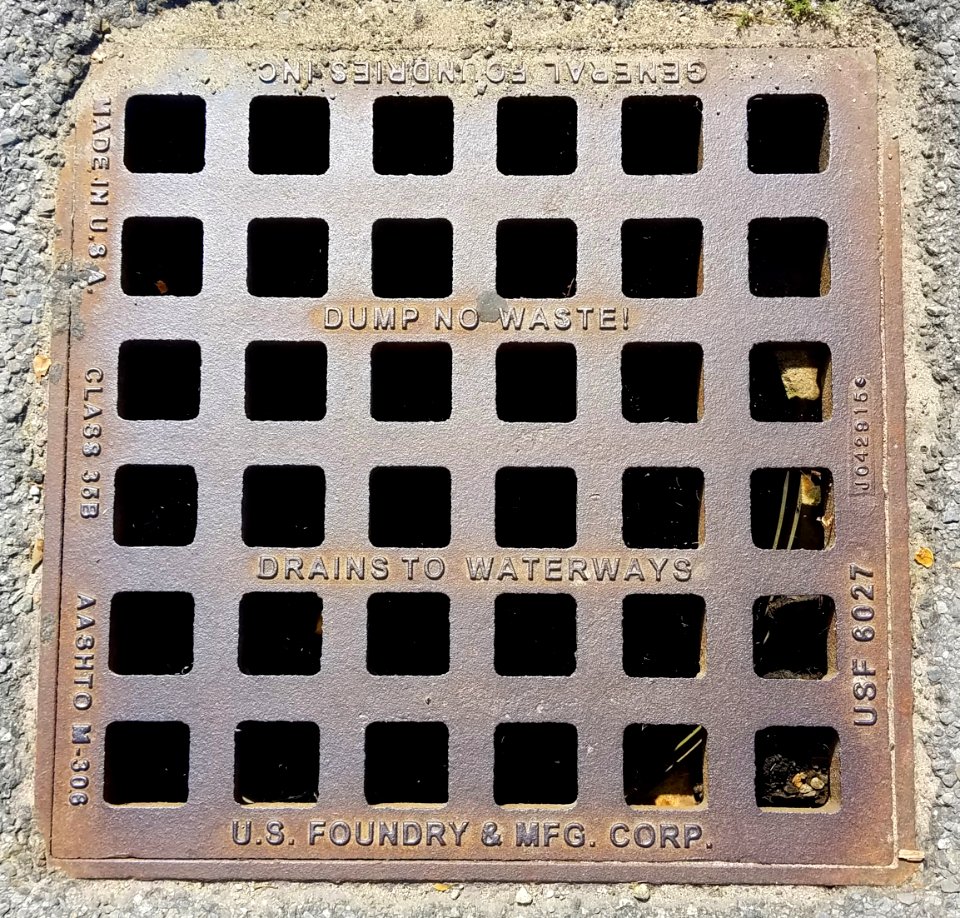 GENERAL FOUNDRIES INC
MADE IN U.S.A.
DUMP NO WASTE!
CLASS 35B
J042915e
DRAINS TO WATERWAYS
AASHTO M-306
USF 6027
U.S. FOUNDRY & MFG. CORP.